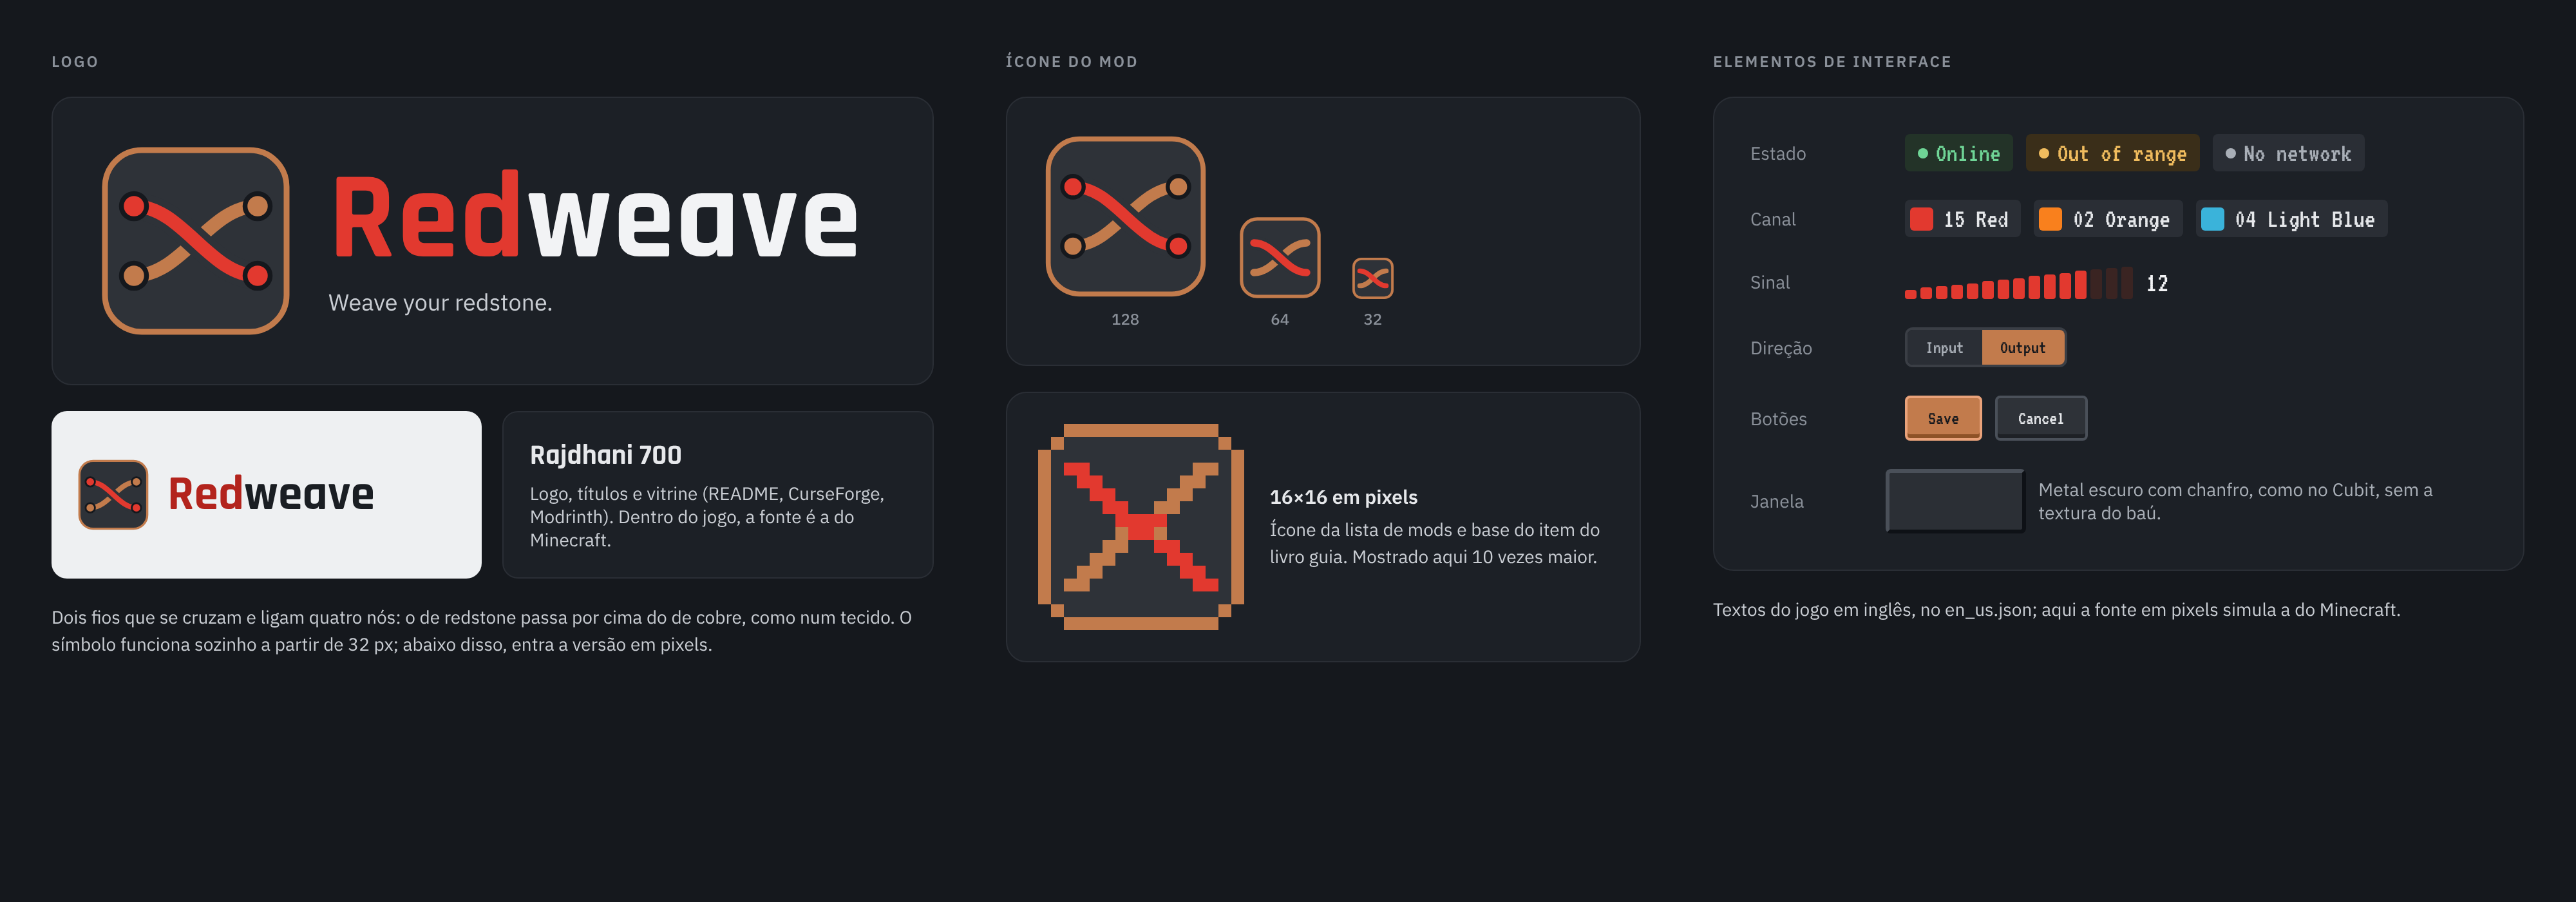 LOGO
Redweave
Weave your redstone.
Redweave
Rajdhani 700
Logo, títulos e vitrine (README, CurseForge,
Modrinth). Dentro do jogo, a fonte é a do
Minecraft.
Dois fios que se cruzam e ligam quatro nós: o de redstone passa por cima do de cobre, como num tecido. O
símbolo funciona sozinho a partir de 32 px; abaixo disso, entra a versão em pixels.
ÍCONE DO MOD
128
64
32
16×16 em pixels
Ícone da lista de mods e base do item do
livro guia. Mostrado aqui 10 vezes maior.
ELEMENTOS DE INTERFACE
Estado
Online
Out of range
No network
Canal
15 Red
02 Orange
04 Light Blue
Sinal
12
Direção
Input
Output
Botões
Save
Cancel
Janela
Metal escuro com chanfro, como no Cubit, sem a
textura do baú.
Textos do jogo em inglês, no en_us.json; aqui a fonte em pixels simula a do Minecraft.